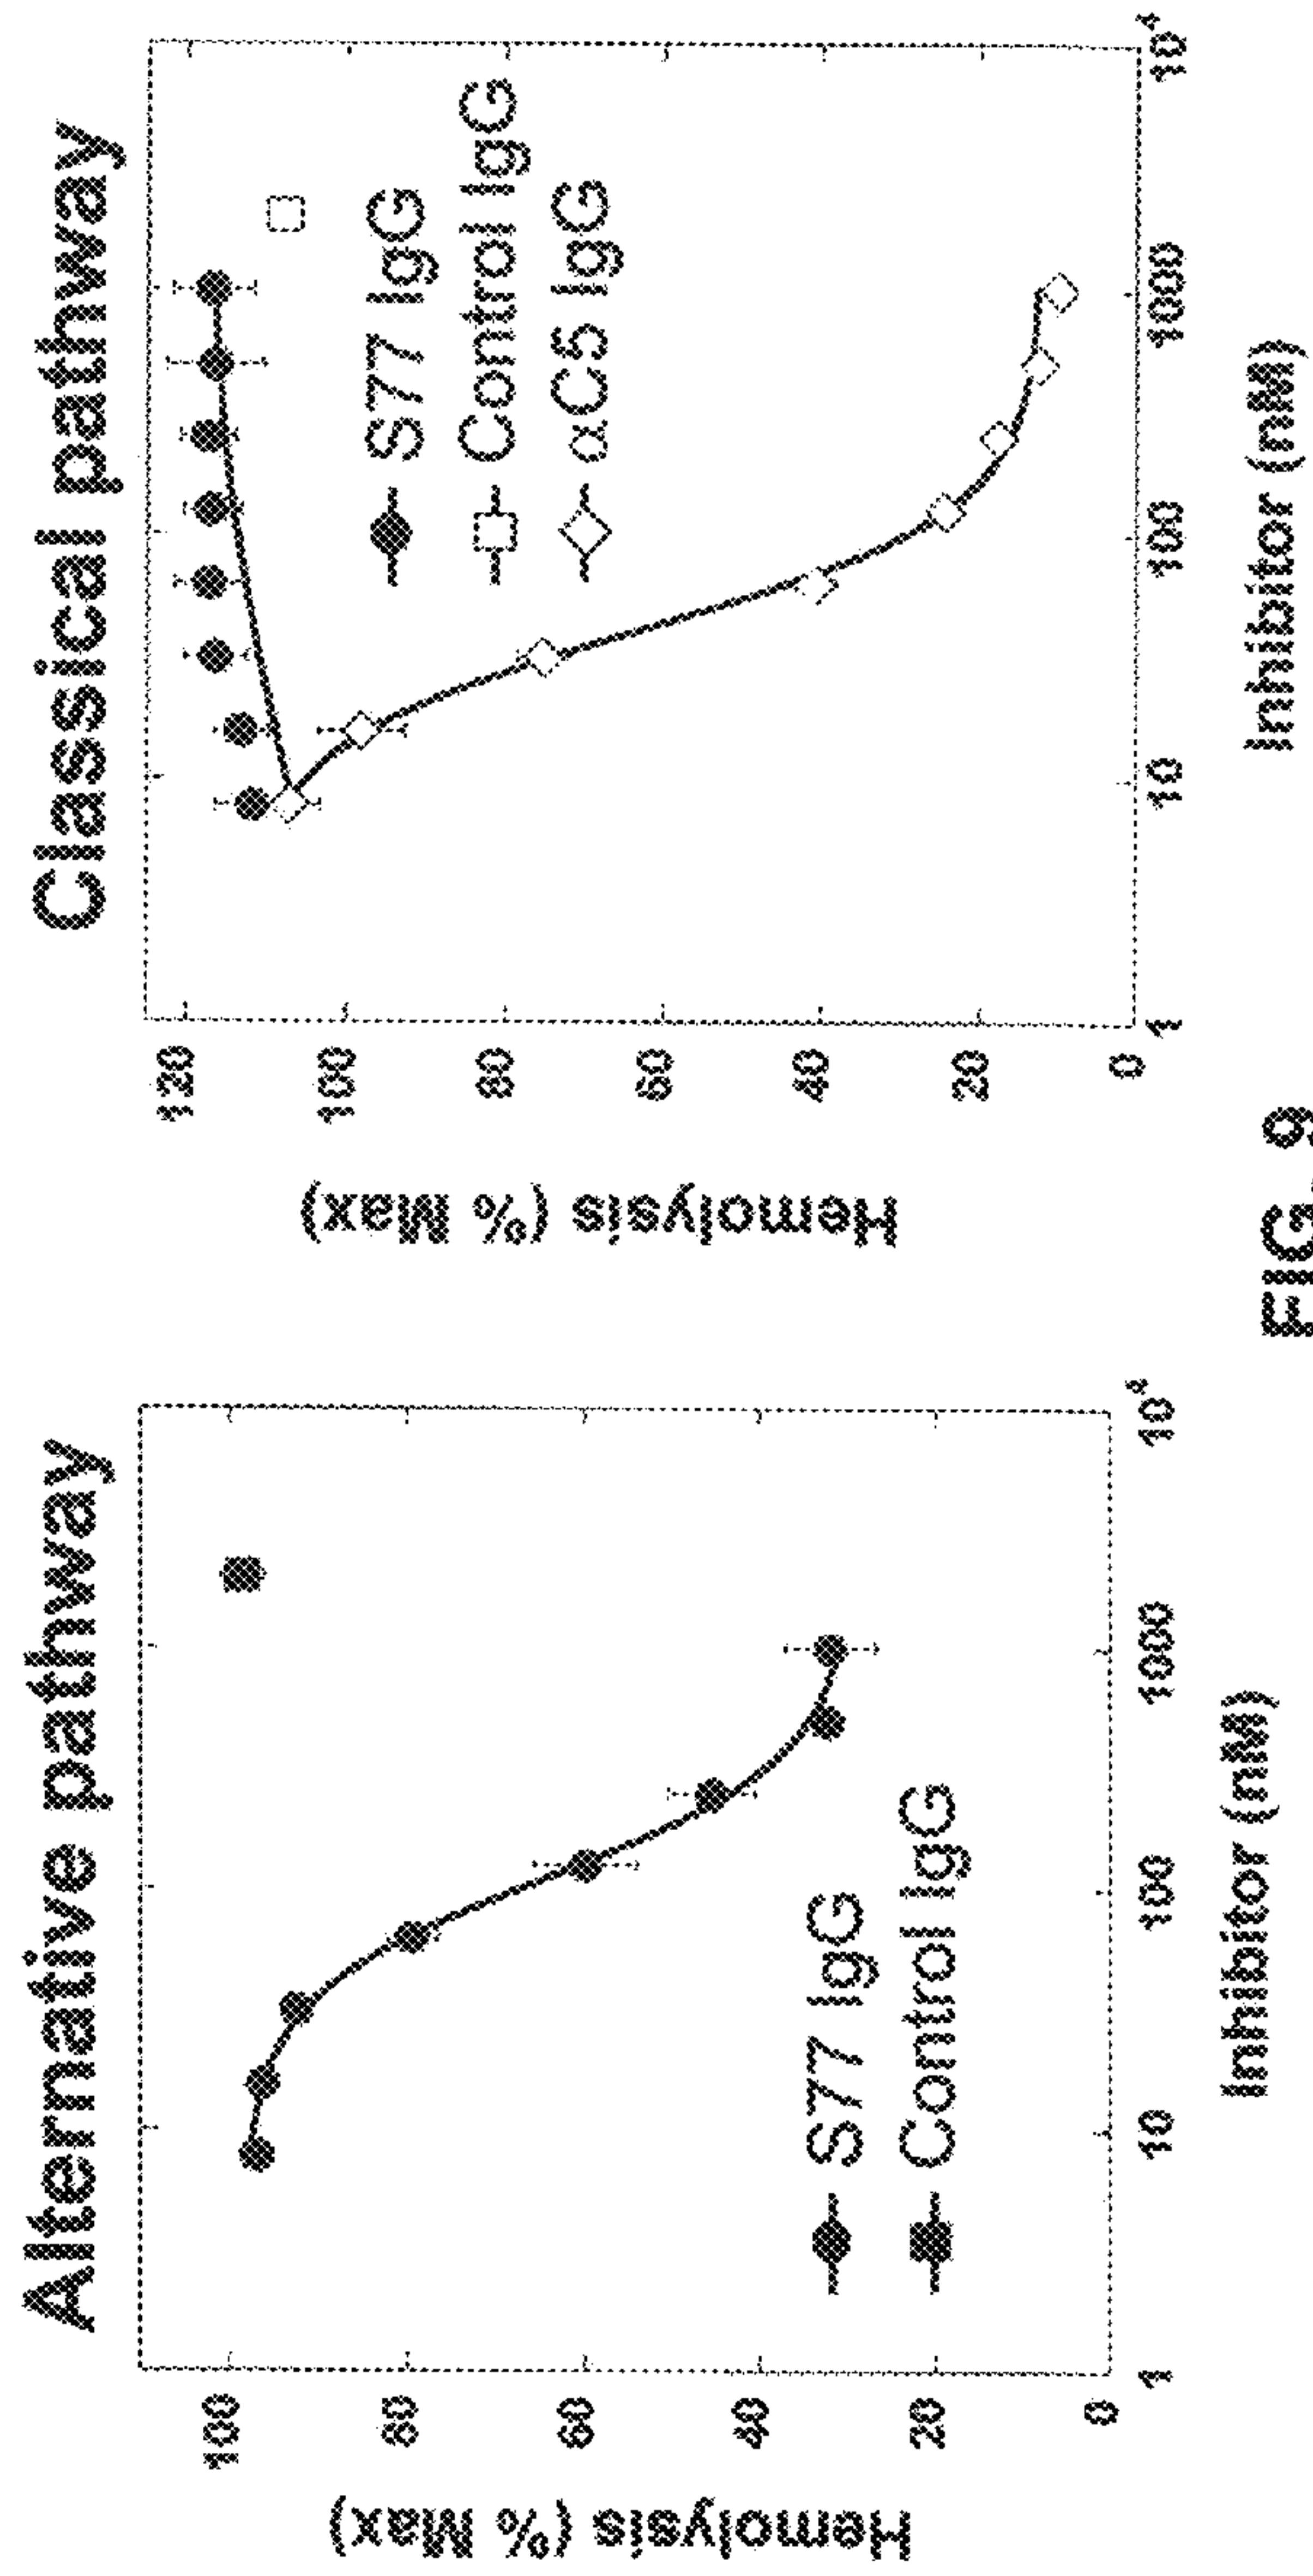 Alternative pathway
Hemolysis (% Max)
100
80
60
40
20
0
S77 IgG
Control IgG
1
10
100
1000
10⁴
Inhibitor (nM)
Classical pathway
Hemolysis (% Max)
120
100
80
60
40
20
0
S77 IgG
Control IgG
αC5 IgG
1
10
100
1000
10⁴
Inhibitor (nM)
FIG. 9